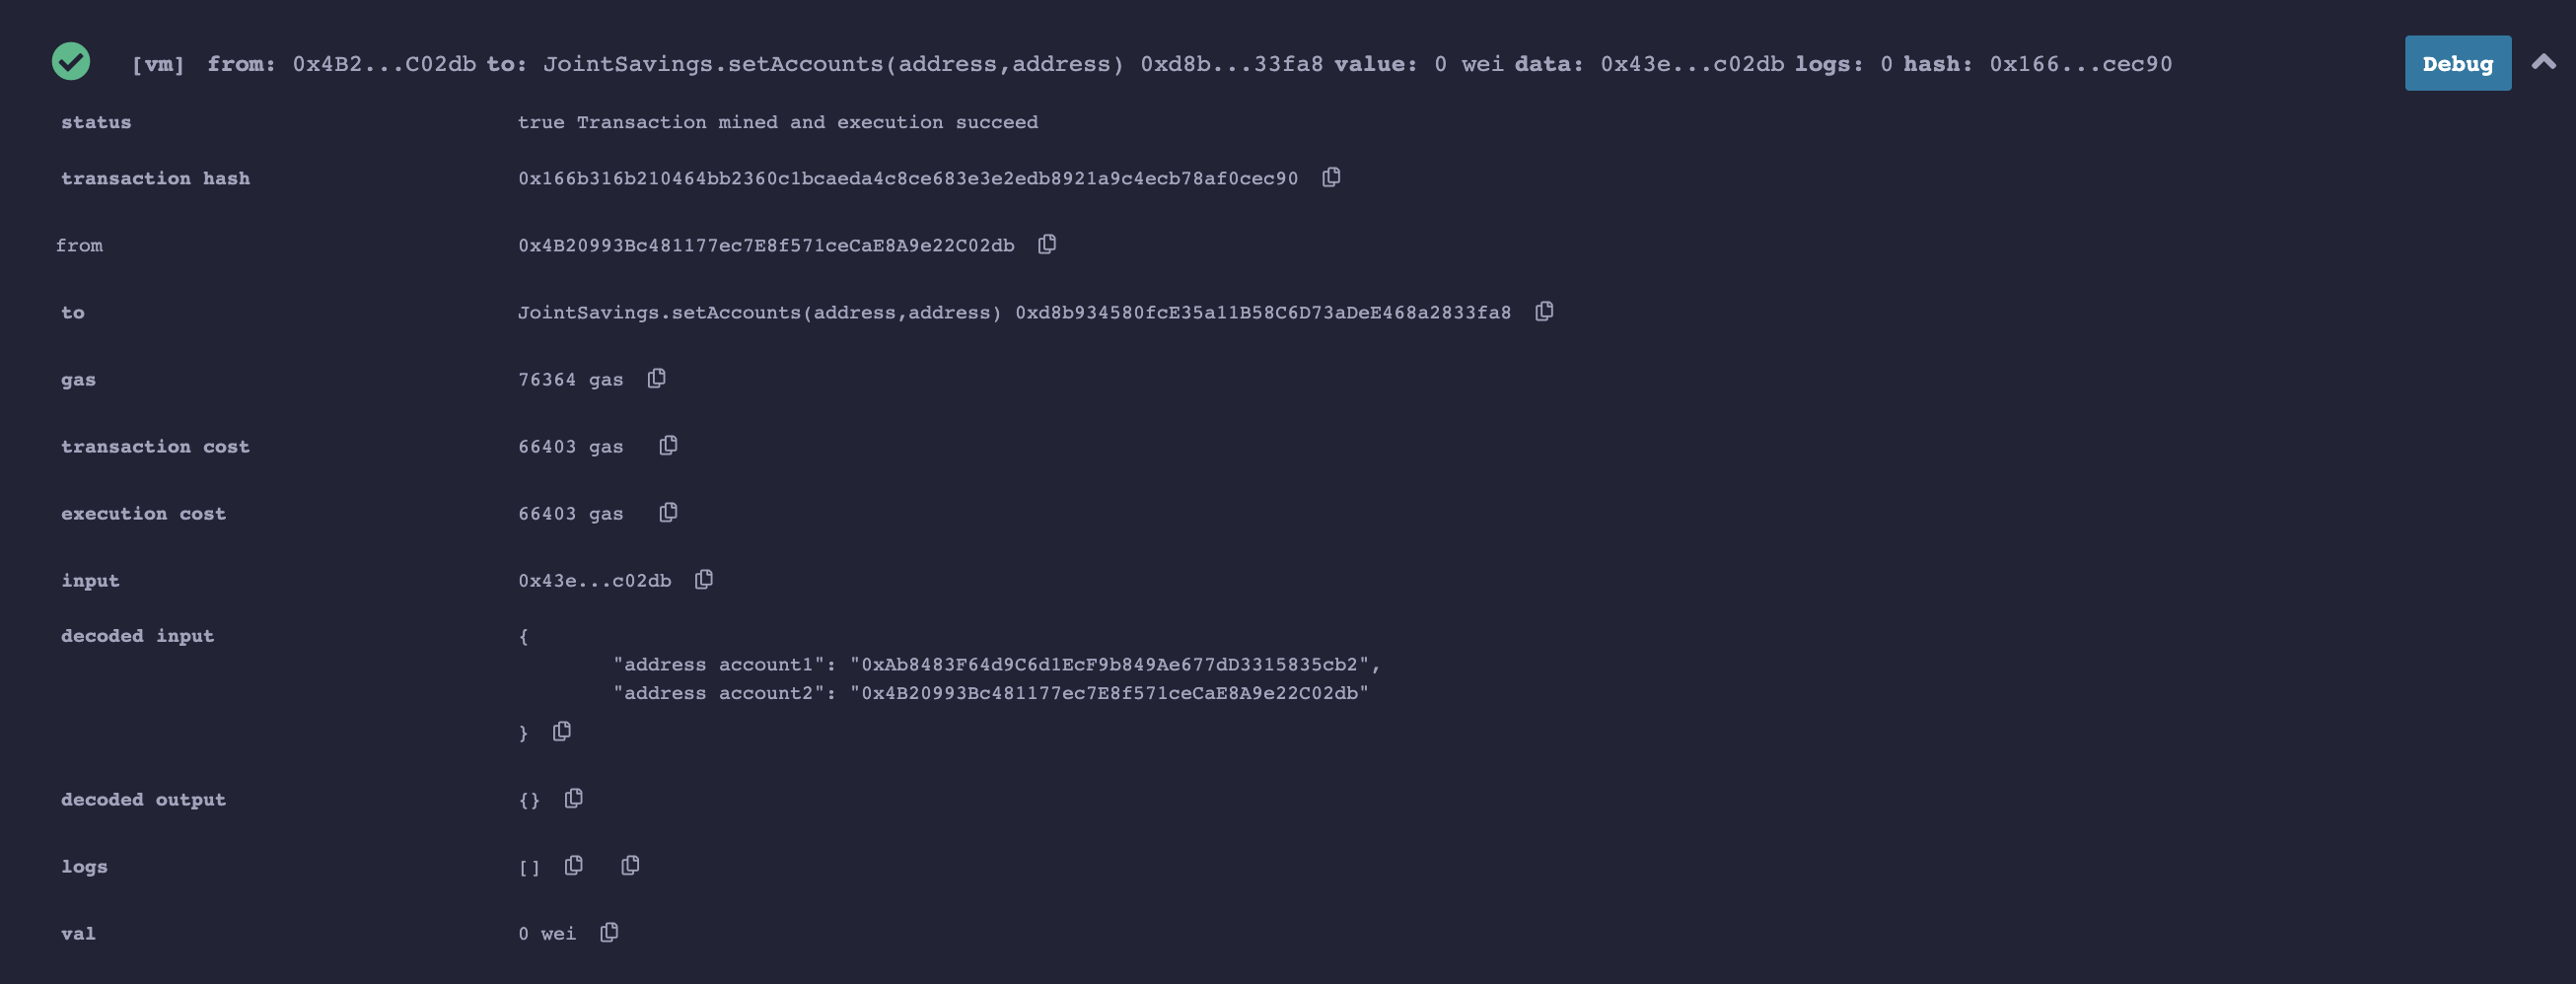 [vm] from: 0x4B2...C02db to: JointSavings.setAccounts(address,address) 0xd8b...33fa8 value: 0 wei data: 0x43e...c02db logs: 0 hash: 0x166...cec90 Debug
status true Transaction mined and execution succeed
transaction hash 0x166b316b210464bb2360c1bcaeda4c8ce683e3e2edb8921a9c4ecb78af0cec90
from 0x4B20993Bc481177ec7E8f571ceCaE8A9e22C02db
to JointSavings.setAccounts(address,address) 0xd8b934580fcE35a11B58C6D73aDeE468a2833fa8
gas 76364 gas
transaction cost 66403 gas
execution cost 66403 gas
input 0x43e...c02db
decoded input {
"address account1": "0xAb8483F64d9C6d1EcF9b849Ae677dD3315835cb2",
"address account2": "0x4B20993Bc481177ec7E8f571ceCaE8A9e22C02db"
}
decoded output {}
logs []
val 0 wei